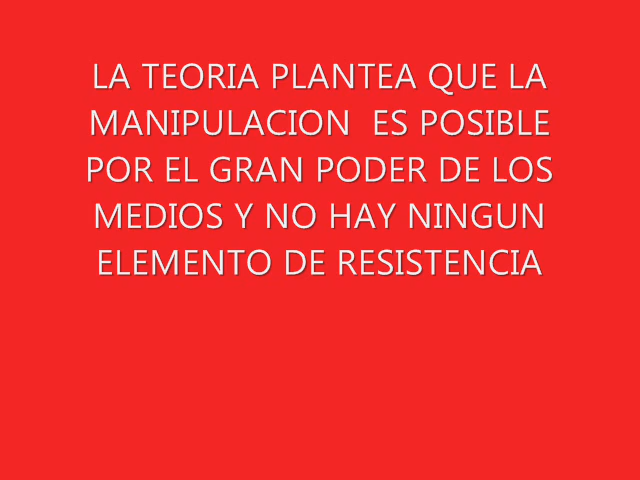 LA TEORIA PLANTEA QUE LA
MANIPULACION  ES POSIBLE
POR EL GRAN PODER DE LOS
MEDIOS Y NO HAY NINGUN
ELEMENTO DE RESISTENCIA